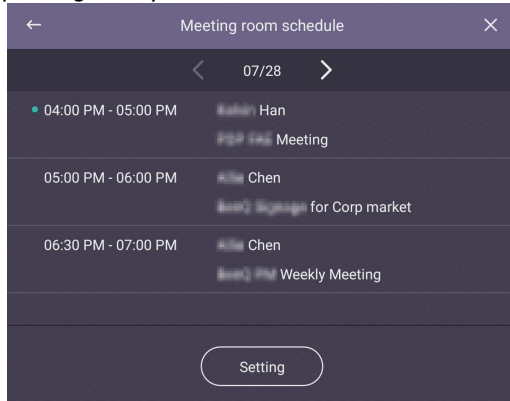 Meeting room schedule
07/28
04:00 PM - 05:00 PM Han
Meeting
05:00 PM - 06:00 PM Chen
for Corp market
06:30 PM - 07:00 PM Chen
Weekly Meeting
Setting